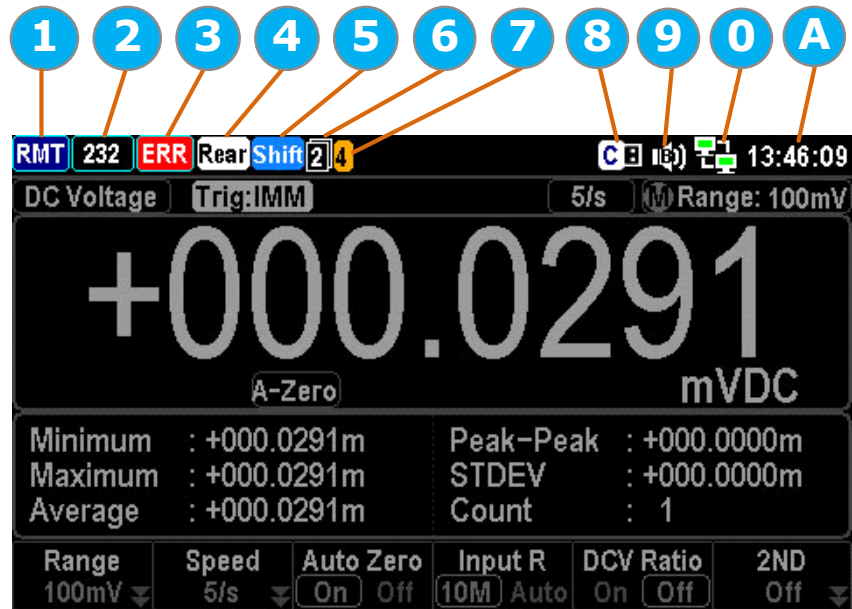 1 2 3 4 5 6 7 8 9 0 A
RMT 232 ERR Rear Shift 2 4 C B 13:46:09
DC Voltage Trig:IMM 5/s M Range: 100mV
+000.0291
A-Zero mVDC
Minimum : +000.0291m Peak-Peak : +000.0000m
Maximum : +000.0291m STDEV : +000.0000m
Average : +000.0291m Count : 1
Range Speed Auto Zero Input R DCV Ratio 2ND
100mV 5/s On Off 10M Auto On Off Off